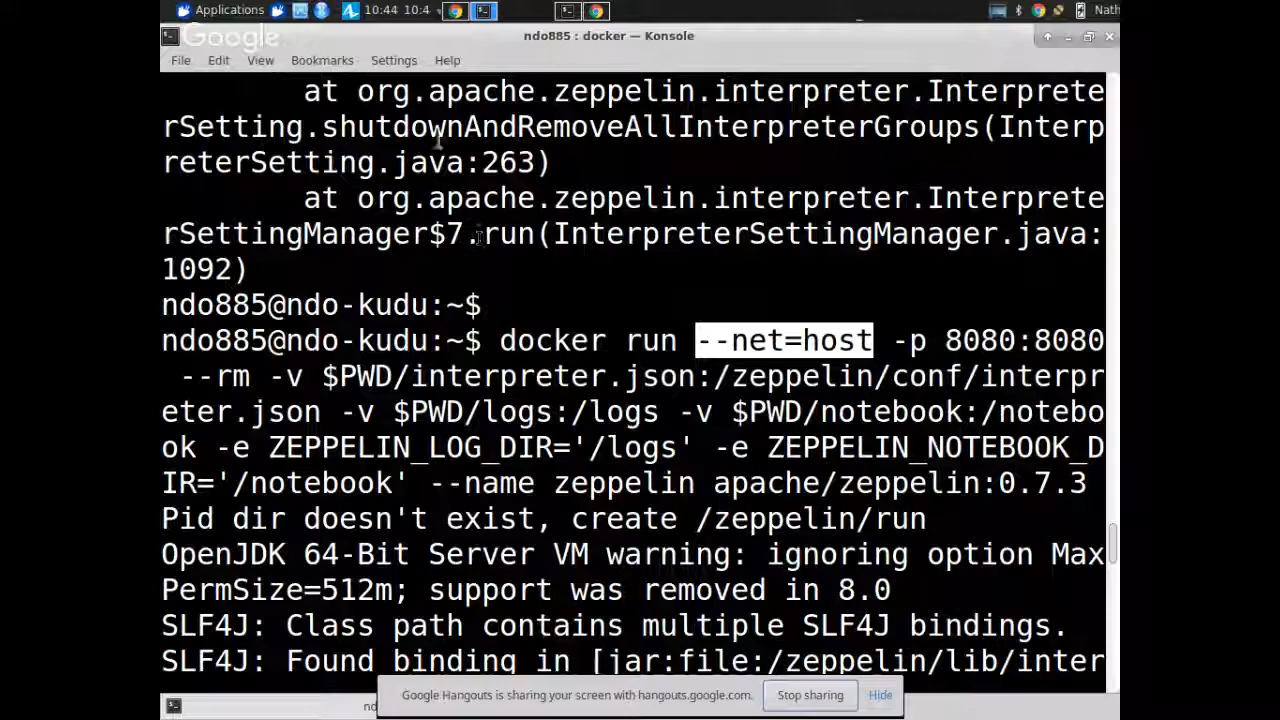 Applications 10:44 10:4 Nath
Google
ndo885 : docker — Konsole
File Edit View Bookmarks Settings Help
at org.apache.zeppelin.interpreter.Interprete
rSetting.shutdownAndRemoveAllInterpreterGroups(Interp
reterSetting.java:263)
at org.apache.zeppelin.interpreter.Interprete
rSettingManager$7.run(InterpreterSettingManager.java:
1092)
ndo885@ndo-kudu:~$
ndo885@ndo-kudu:~$ docker run --net=host -p 8080:8080
--rm -v $PWD/interpreter.json:/zeppelin/conf/interpr
eter.json -v $PWD/logs:/logs -v $PWD/notebook:/notebo
ok -e ZEPPELIN_LOG_DIR='/logs' -e ZEPPELIN_NOTEBOOK_D
IR='/notebook' --name zeppelin apache/zeppelin:0.7.3
Pid dir doesn't exist, create /zeppelin/run
OpenJDK 64-Bit Server VM warning: ignoring option Max
PermSize=512m; support was removed in 8.0
SLF4J: Class path contains multiple SLF4J bindings.
SLF4J: Found binding in [jar:file:/zeppelin/lib/inter
Google Hangouts is sharing your screen with hangouts.google.com. Stop sharing Hide
nd